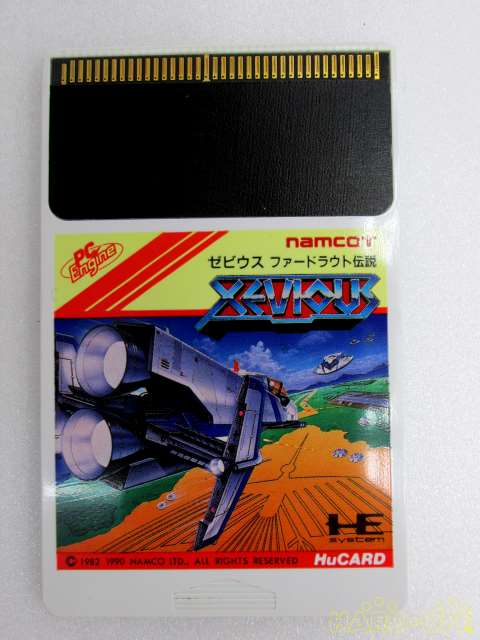 PC Engine
namcot
ゼビウス ファードラウト伝説
XEVIOUS
HE
system
© 1982 1990 NAMCO LTD., ALL RIGHTS RESERVED
HuCARD